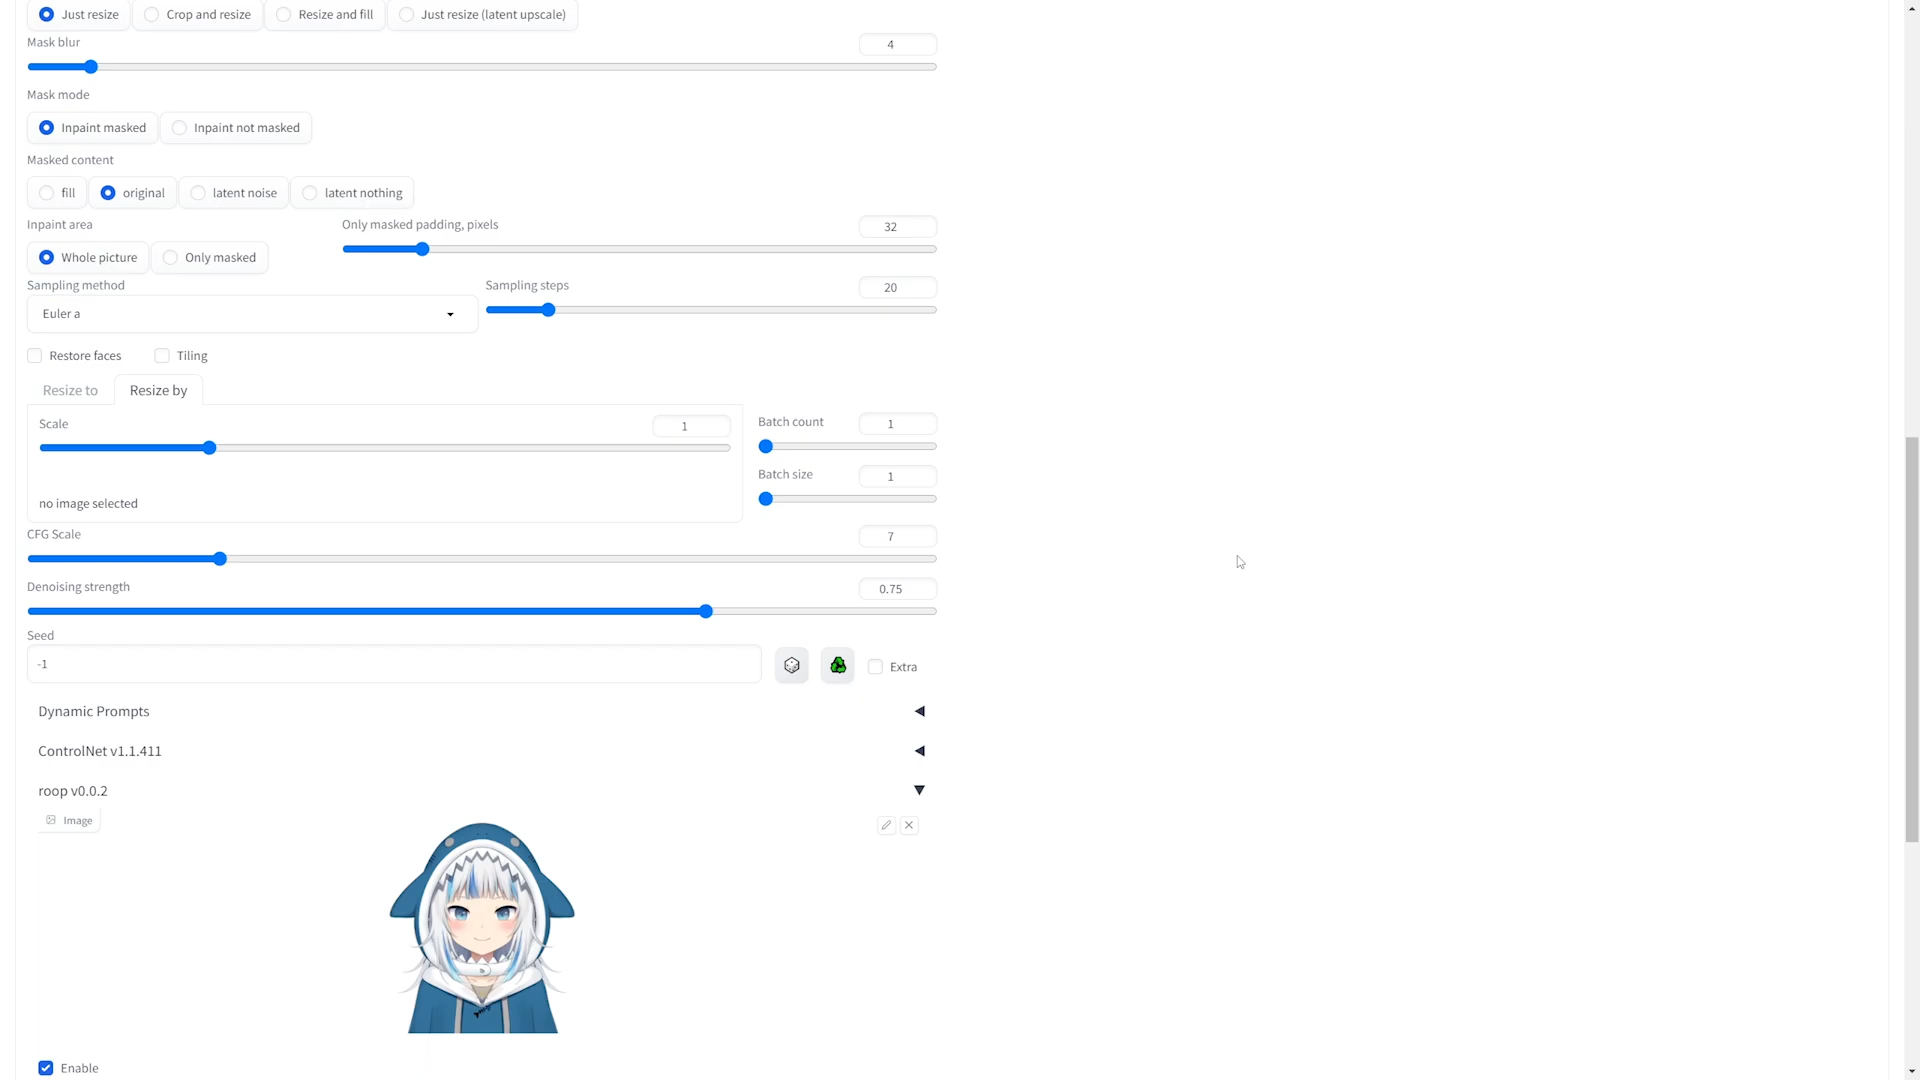 Just resize Crop and resize Resize and fill Just resize (latent upscale)
Mask blur 4
Mask mode
Inpaint masked Inpaint not masked
Masked content
fill original latent noise latent nothing
Inpaint area Only masked padding, pixels 32
Whole picture Only masked
Sampling method Sampling steps 20
Euler a
Restore faces Tiling
Resize to Resize by
Scale 1 Batch count 1
Batch size 1
no image selected
CFG Scale 7
Denoising strength 0.75
Seed
-1 Extra
Dynamic Prompts
ControlNet v1.1.411
roop v0.0.2
Image
Enable